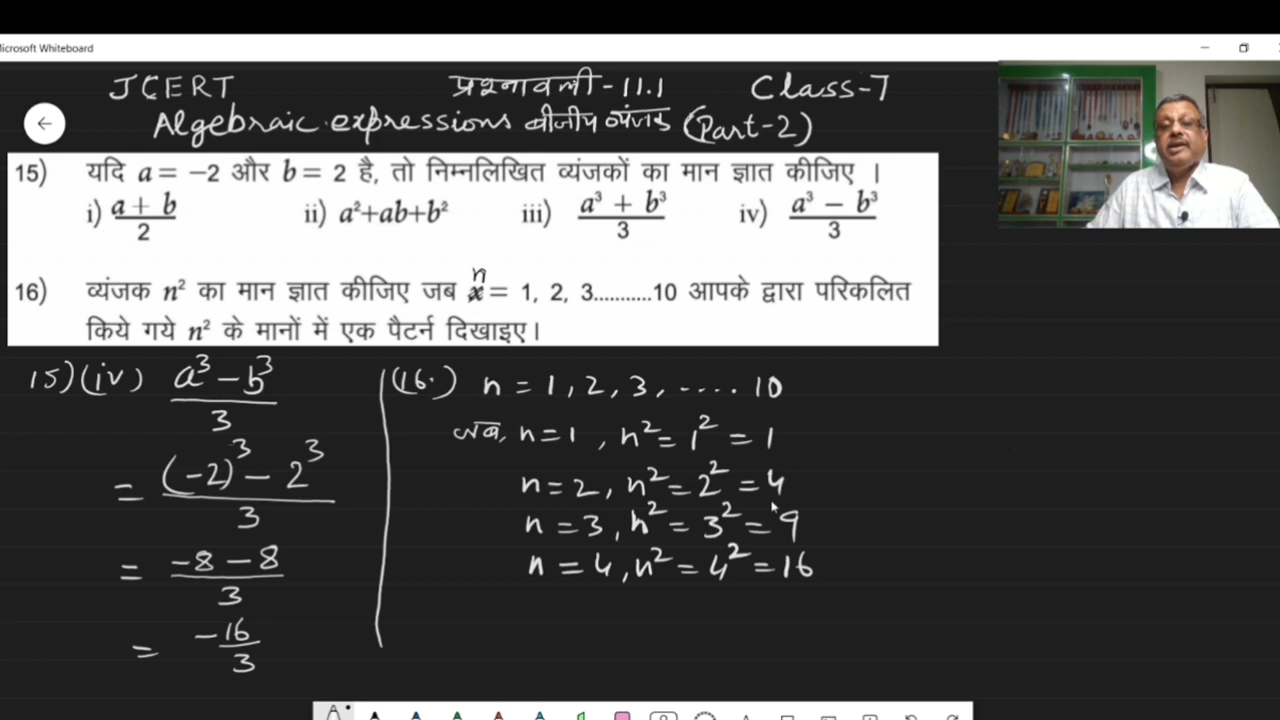 Microsoft Whiteboard
JCERT प्रश्नावली-11.1 Class-7
Algebraic expressions बीजीय व्यंजक (Part-2)
15) यदि a = -2 और b = 2 है, तो निम्नलिखित व्यंजकों का मान ज्ञात कीजिए ।
i) a + b / 2 ii) a²+ab+b² iii) a³ + b³ / 3 iv) a³ − b³ / 3
n
16) व्यंजक n² का मान ज्ञात कीजिए जब x = 1, 2, 3...........10 आपके द्वारा परिकलित
किये गये n² के मानों में एक पैटर्न दिखाइए।
15)(iv) a³ - b³ / 3
= (-2)³ - 2³ / 3
= -8 - 8 / 3
= -16 / 3
(16.) n = 1, 2, 3, ..... 10
जब, n=1 , n² = 1² = 1
n=2, n² = 2² = 4
n = 3, n² = 3² = 9
n = 4, n² = 4² = 16